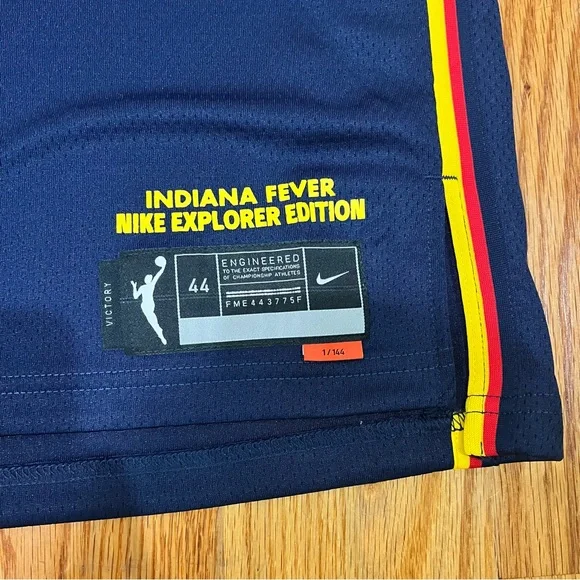 INDIANA FEVER
NIKE EXPLORER EDITION
VICTORY
44
ENGINEERED
TO THE EXACT SPECIFICATIONS
OF CHAMPIONSHIP ATHLETES
FME443775F
1/144